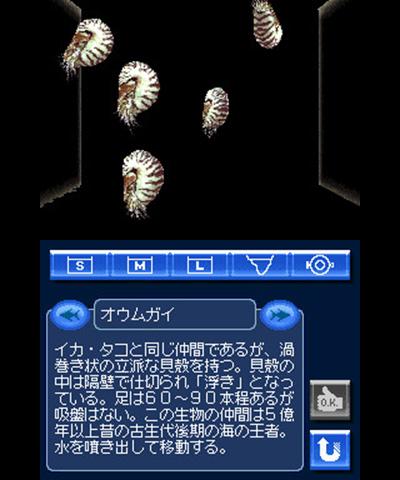 S M L
オウムガイ
イカ・タコと同じ仲間であるが、渦
巻き状の立派な貝殻を持つ。貝殻の
中は隔壁で仕切られ「浮き」となっ
ている。足は60〜90本程あるが
吸盤はない。この生物の仲間は5億
年以上昔の古生代後期の海の王者。
水を噴き出して移動する。
O.K.